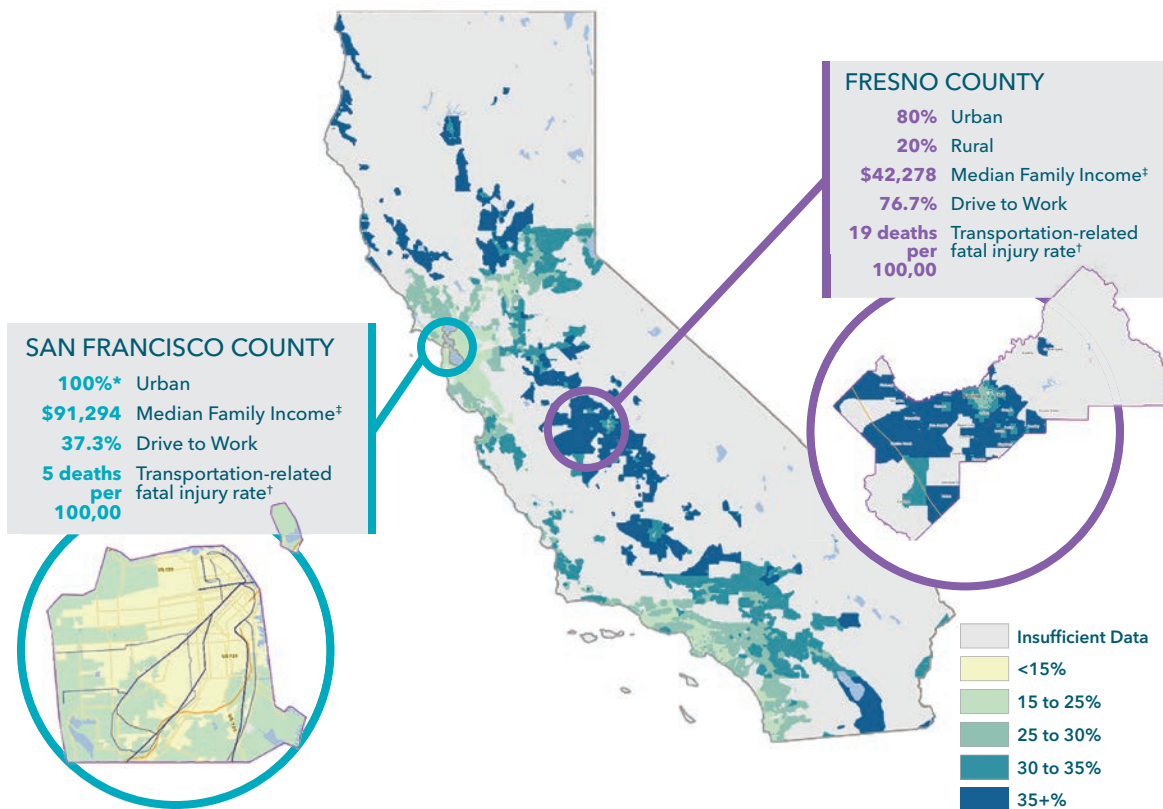 FRESNO COUNTY
80% Urban
20% Rural
$42,278 Median Family Income‡
76.7% Drive to Work
19 deaths per 100,00 Transportation-related
fatal injury rate†
SAN FRANCISCO COUNTY
100%* Urban
$91,294 Median Family Income‡
37.3% Drive to Work
5 deaths per 100,00 Transportation-related
fatal injury rate†
Insufficient Data
<15%
15 to 25%
25 to 30%
30 to 35%
35+%